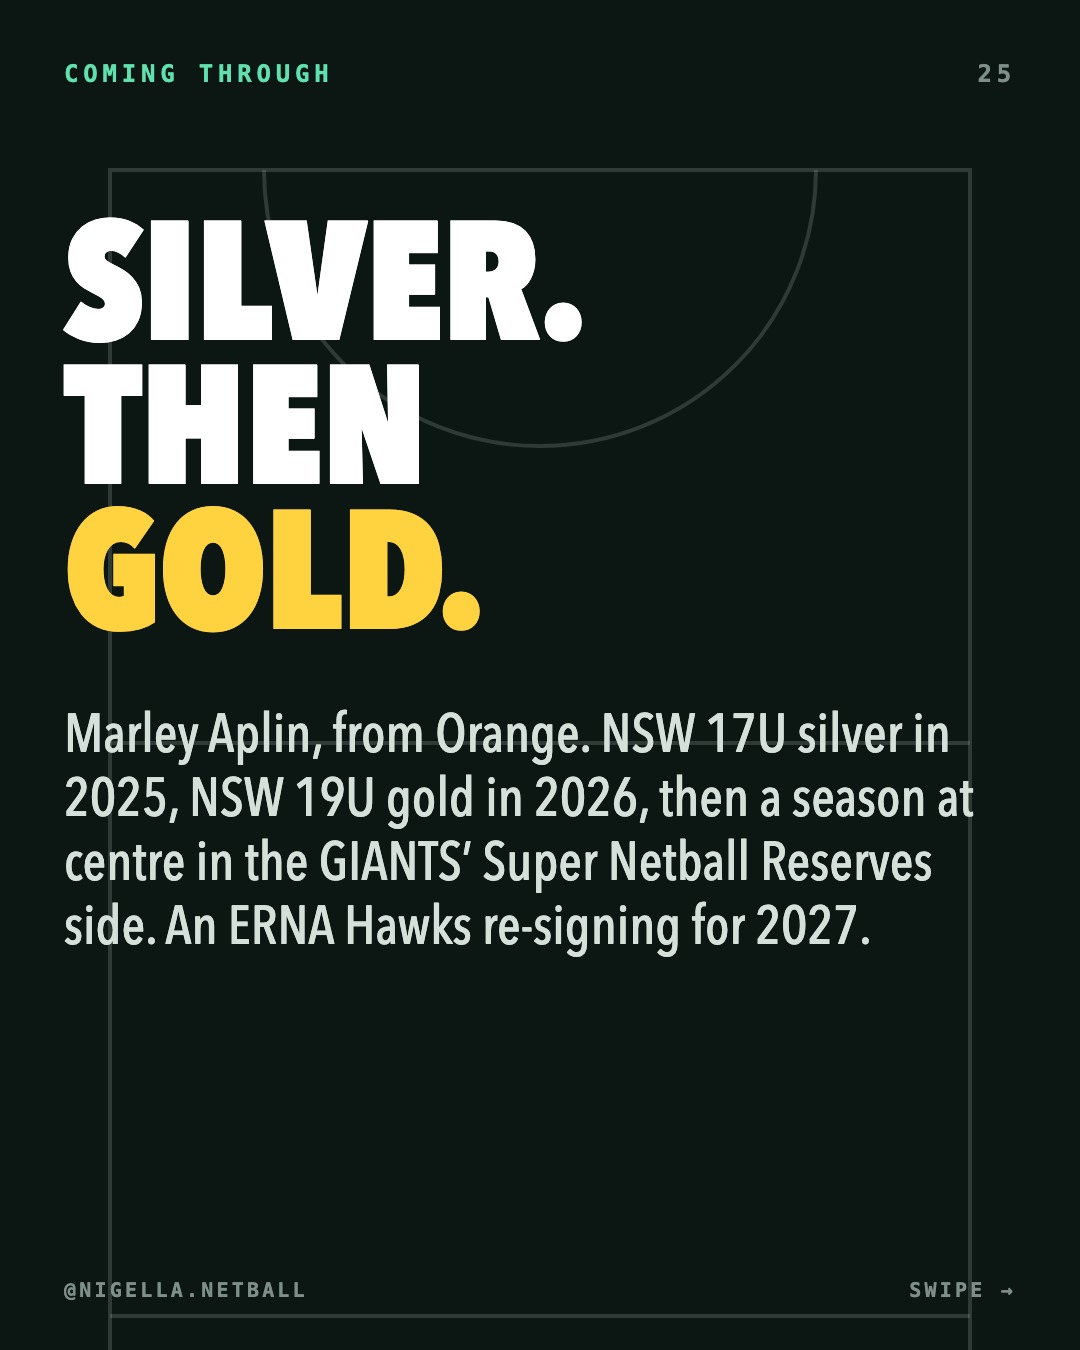 COMING THROUGH
25
SILVER.
THEN
GOLD.
Marley Aplin, from Orange. NSW 17U silver in
2025, NSW 19U gold in 2026, then a season at
centre in the GIANTS’ Super Netball Reserves
side. An ERNA Hawks re-signing for 2027.
@NIGELLA.NETBALL
SWIPE →